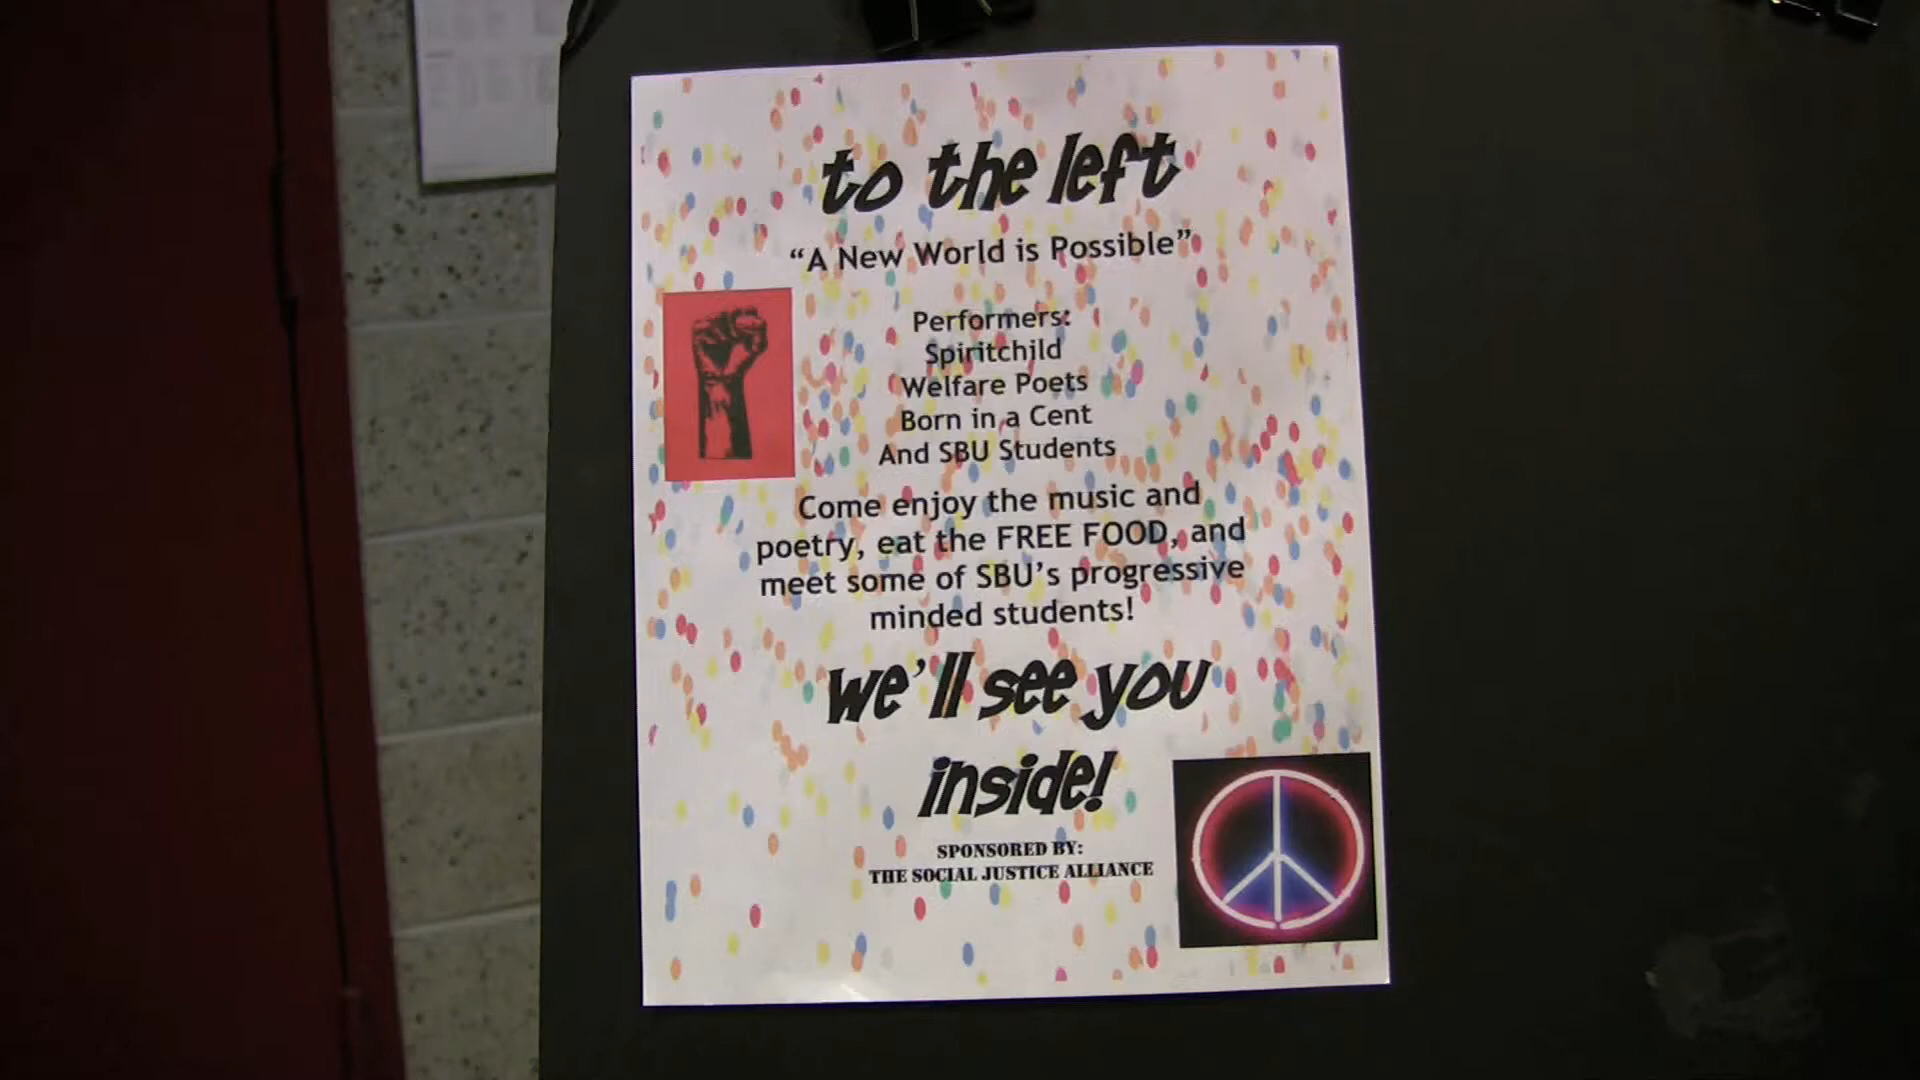 to the left
“A New World is Possible”
Performers:
Spiritchild
Welfare Poets
Born in a Cent
And SBU Students
Come enjoy the music and
poetry, eat the FREE FOOD, and
meet some of SBU’s progressive
minded students!
we’ll see you
inside!
SPONSORED BY:
THE SOCIAL JUSTICE ALLIANCE